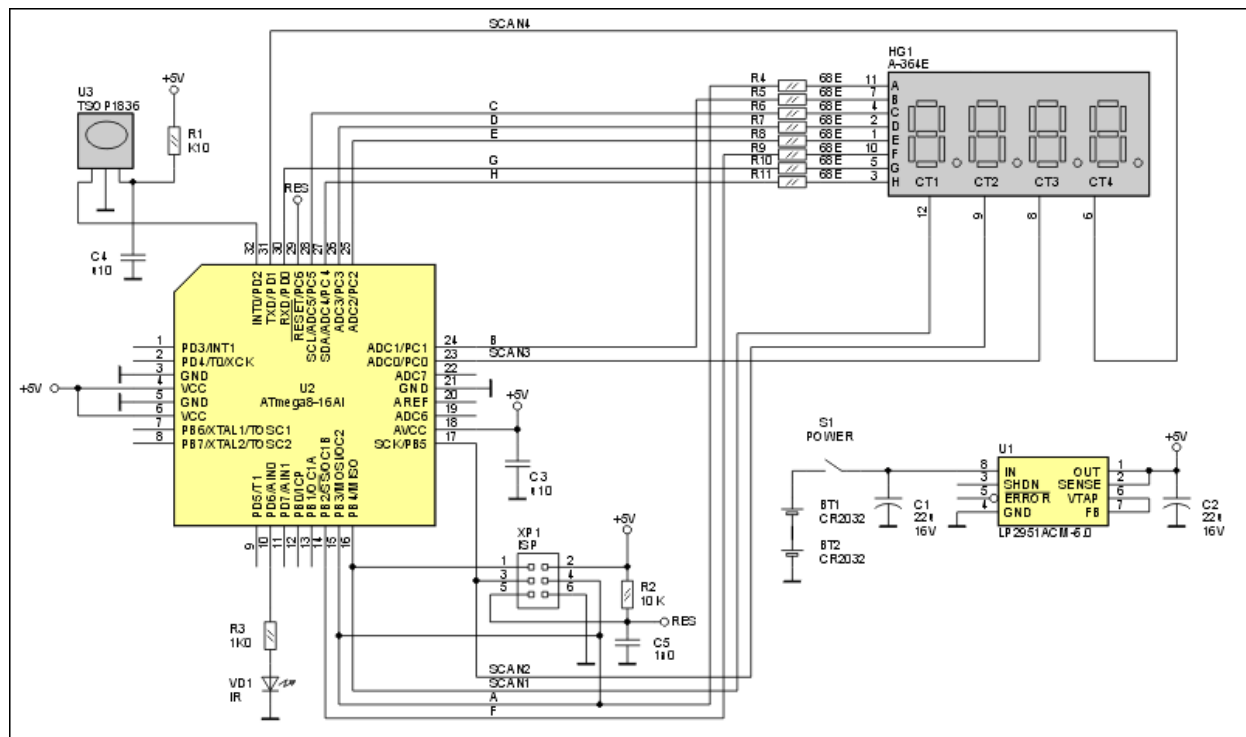 SCAN4
HG1
A-364E
U3
TSOP1836
+5V
R1
K10
C4
µ10
RES
C
D
E
G
H
R4 68E 11 A
R5 68E 7 B
R6 68E 4 C
R7 68E 2 D
R8 68E 1 E
R9 68E 10 F
R10 68E 5 G
R11 68E 3 H
CT1 CT2 CT3 CT4
12 9 8 6
32 31 30 29 28 27 26 25
INT0/PD2
TXD/PD1
RXD/PD0
RESET/PC6
SCL/ADC5/PC5
SDA/ADC4/PC4
ADC3/PC3
ADC2/PC2
1 PD3/INT1
2 PD4/T0/XCK
3 GND
4 VCC
5 GND
6 VCC
7 PB6/XTAL1/TOSC1
8 PB7/XTAL2/TOSC2
+5V
U2
ATmega8-16AI
ADC1/PC1 24 B
ADC0/PC0 23 SCAN3
ADC7 22
GND 21
AREF 20
ADC6 19
AVCC 18
SCK/PB5 17
+5V
C3
µ10
PD5/T1
PD6/AIN0
PD7/AIN1
PB0/ICP
PB1/OC1A
PB2/SS/OC1B
PB3/MOSI/OC2
PB4/MISO
9 10 11 12 13 14 15 16
R3
1K0
VD1
IR
XP1
ISP
1 2
3 4
5 6
+5V
R2
10K
RES
C5
1n0
SCAN2
SCAN1
A
F
S1
POWER
BT1
CR2032
BT2
CR2032
C1
22µ
16V
U1
8 IN OUT 1
3 SHDN SENSE 2
5 ERROR VTAP 6
4 GND FB 7
LP2951ACM-5.0
+5V
C2
22µ
16V